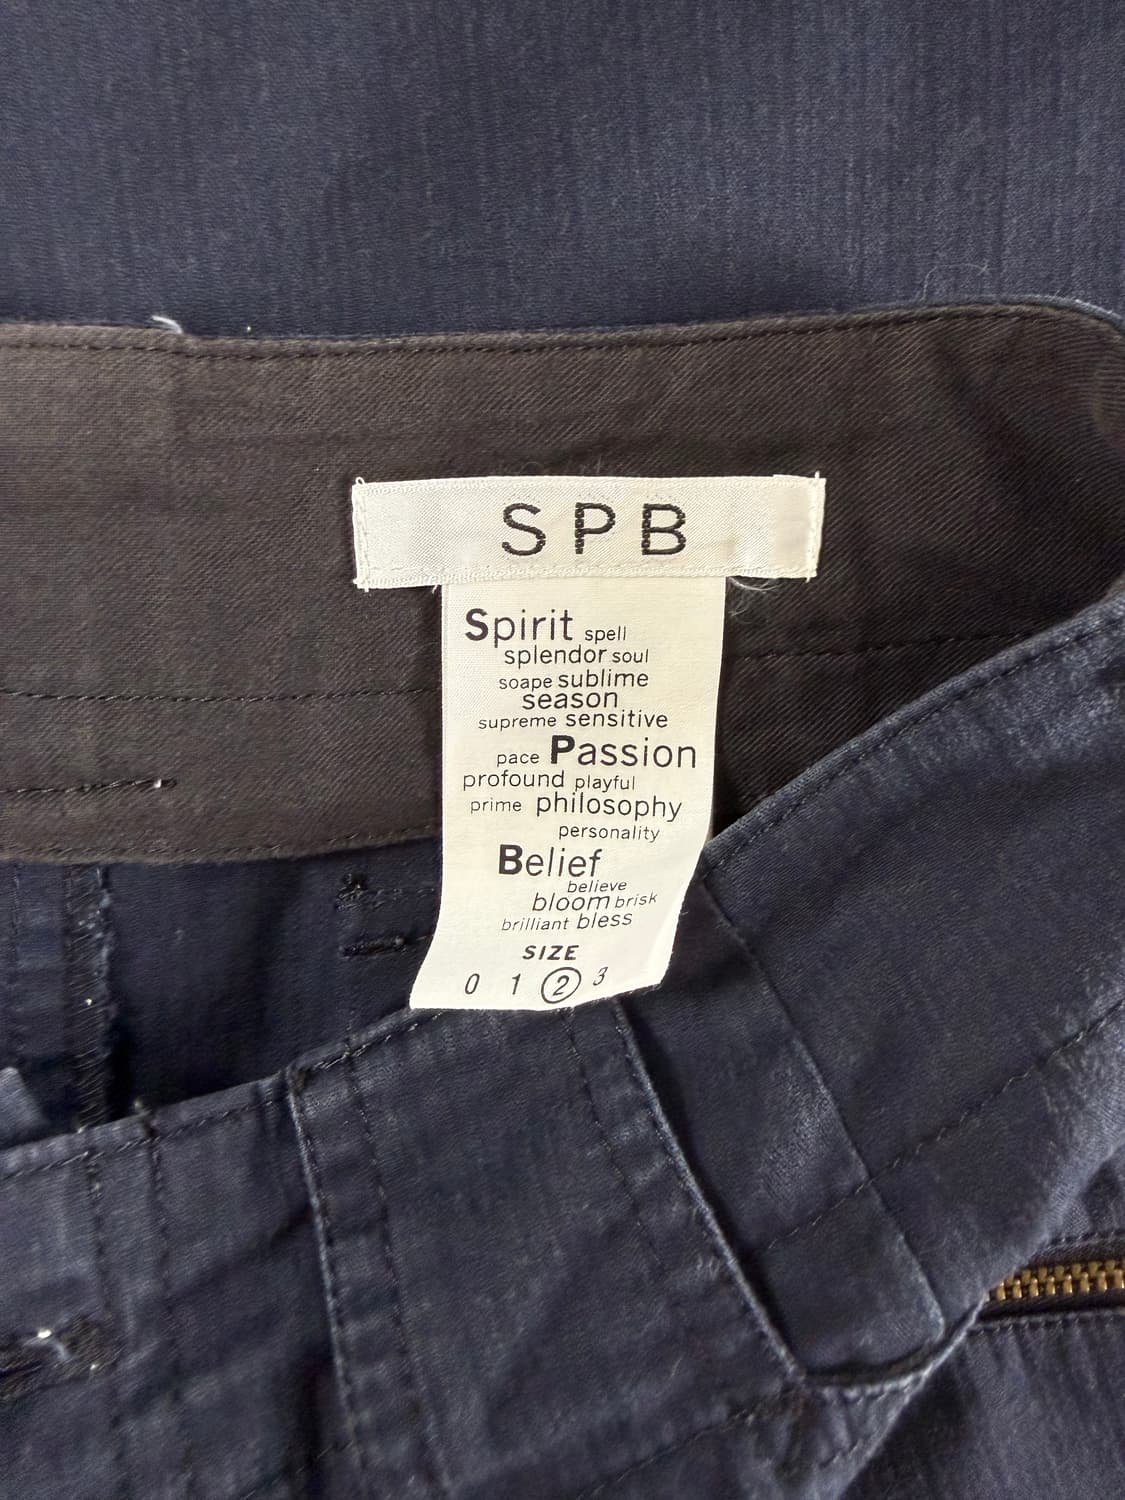 SPB
Spirit spell
splendor soul
soape sublime
season
supreme sensitive
pace Passion
profound playful
prime philosophy
personality
Belief
believe
bloom brisk
brilliant bless
SIZE
0 1 2 3